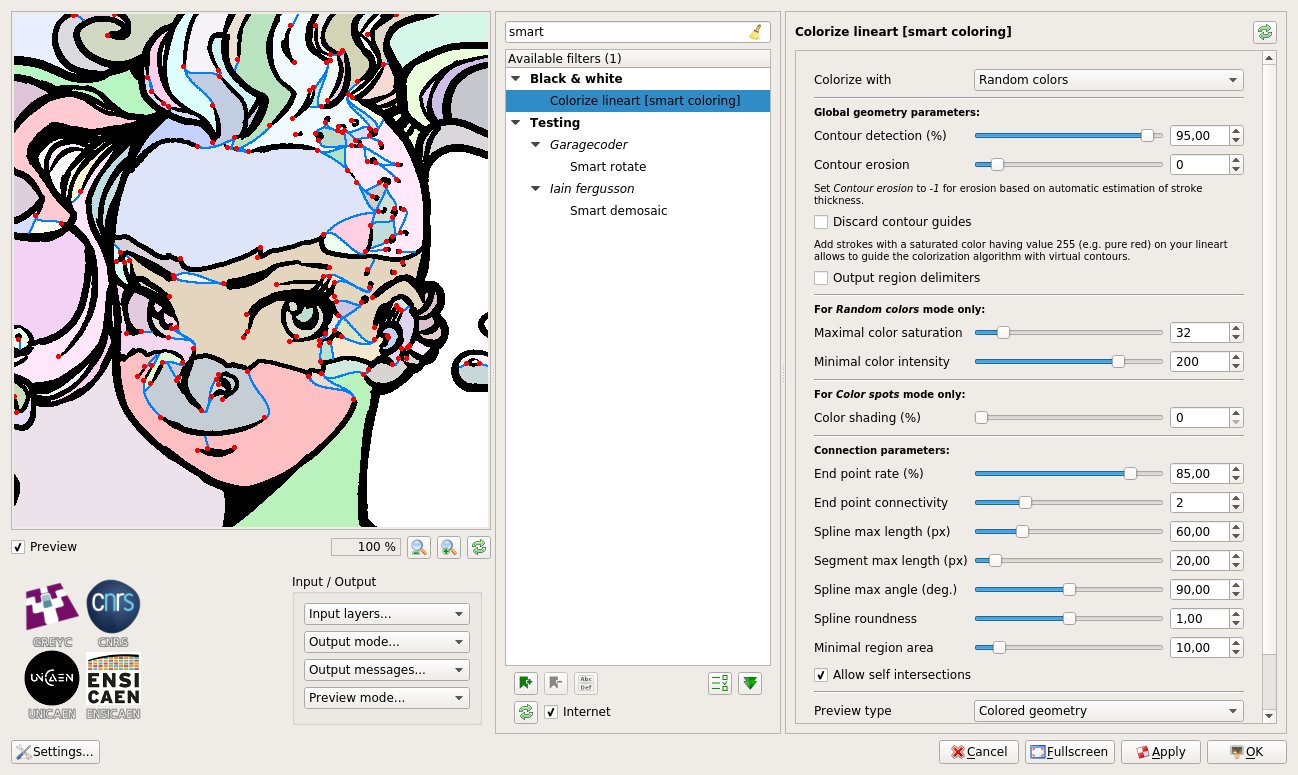 smart
Available filters (1)
Black & white
Colorize lineart [smart coloring]
Testing
Garagecoder
Smart rotate
Iain fergusson
Smart demosaic
Internet
Abc
Def
Preview
100 %
Input / Output
Input layers...
Output mode...
Output messages...
Preview mode...
GREYC
cnrs
CNRS
UNICAEN
UNICAEN
ENSI
CAEN
ENSICAEN
Settings...
Colorize lineart [smart coloring]
Colorize with Random colors
Global geometry parameters:
Contour detection (%) 95,00
Contour erosion 0
Set Contour erosion to -1 for erosion based on automatic estimation of stroke
thickness.
Discard contour guides
Add strokes with a saturated color having value 255 (e.g. pure red) on your lineart
allows to guide the colorization algorithm with virtual contours.
Output region delimiters
For Random colors mode only:
Maximal color saturation 32
Minimal color intensity 200
For Color spots mode only:
Color shading (%) 0
Connection parameters:
End point rate (%) 85,00
End point connectivity 2
Spline max length (px) 60,00
Segment max length (px) 20,00
Spline max angle (deg.) 90,00
Spline roundness 1,00
Minimal region area 10,00
Allow self intersections
Preview type Colored geometry
Cancel
Fullscreen
Apply
OK